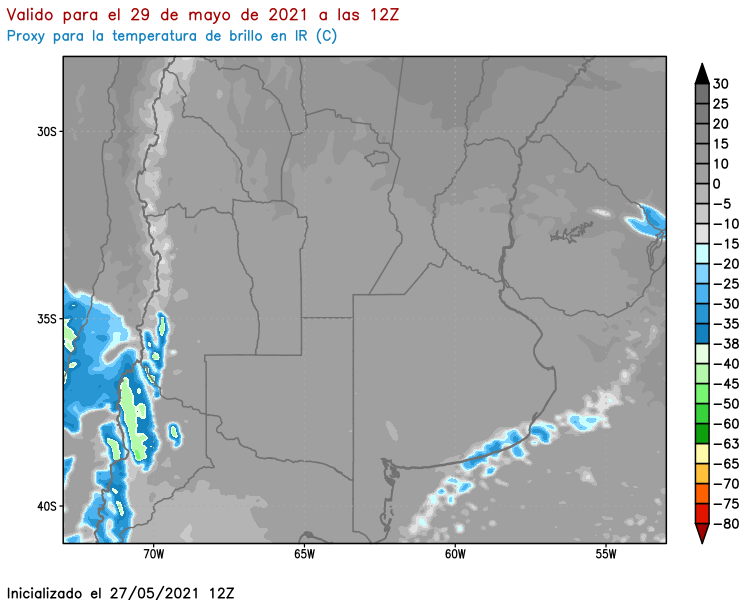 Valido para el 29 de mayo de 2021 a las 12Z
Proxy para la temperatura de brillo en IR (C)
30S
35S
40S
70W
65W
60W
55W
30
25
20
15
10
0
−5
−10
−15
−20
−25
−30
−35
−38
−40
−45
−50
−60
−63
−65
−70
−75
−80
Inicializado el 27/05/2021 12Z